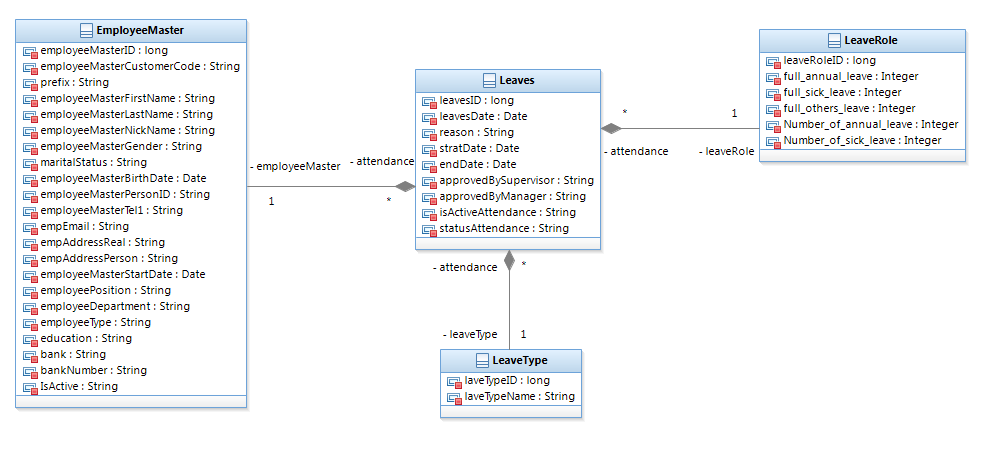 EmployeeMaster
employeeMasterID : long
employeeMasterCustomerCode : String
prefix : String
employeeMasterFirstName : String
employeeMasterLastName : String
employeeMasterNickName : String
employeeMasterGender : String
maritalStatus : String
employeeMasterBirthDate : Date
employeeMasterPersonID : String
employeeMasterTel1 : String
empEmail : String
empAddressReal : String
empAddressPerson : String
employeeMasterStartDate : Date
employeePosition : String
employeeDepartment : String
employeeType : String
education : String
bank : String
bankNumber : String
IsActive : String
- employeeMaster
1
- attendance
*
Leaves
leavesID : long
leavesDate : Date
reason : String
stratDate : Date
endDate : Date
approvedBySupervisor : String
approvedByManager : String
isActiveAttendance : String
statusAttendance : String
*
- attendance
1
- leaveRole
LeaveRole
leaveRoleID : long
full_annual_leave : Integer
full_sick_leave : Integer
full_others_leave : Integer
Number_of_annual_leave : Integer
Number_of_sick_leave : Integer
- attendance
*
- leaveType
1
LeaveType
laveTypeID : long
laveTypeName : String